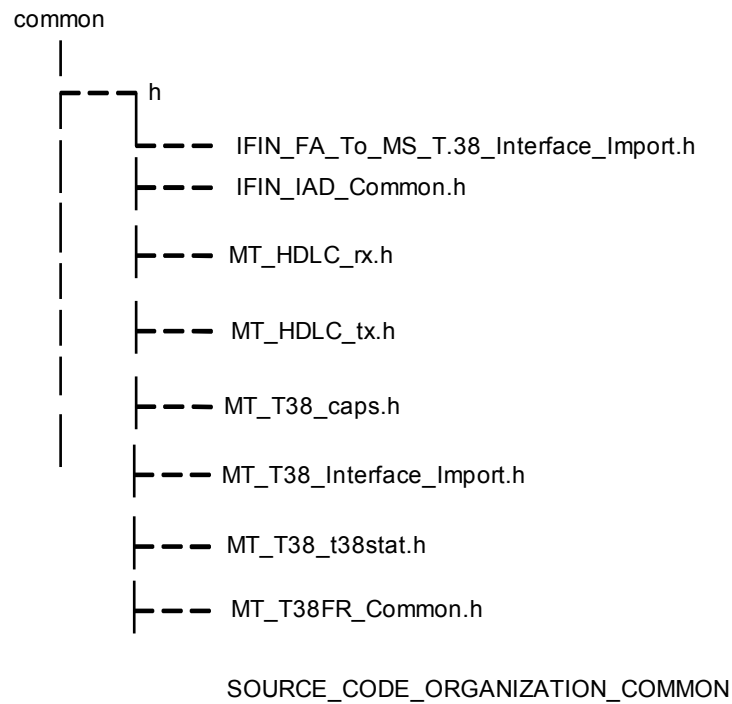 common
h
IFIN_FA_To_MS_T.38_Interface_Import.h
IFIN_IAD_Common.h
MT_HDLC_rx.h
MT_HDLC_tx.h
MT_T38_caps.h
MT_T38_Interface_Import.h
MT_T38_t38stat.h
MT_T38FR_Common.h
SOURCE_CODE_ORGANIZATION_COMMON